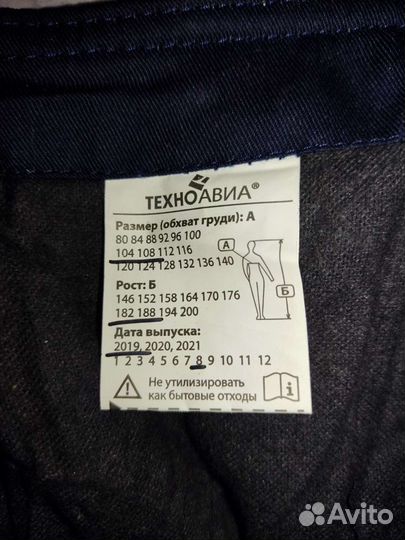 ТЕХНОАВИА®
Размер (обхват груди): А
80 84 88 92 96 100
104 108 112 116
120 124 128 132 136 140
А
Рост: Б
146 152 158 164 170 176
182 188 194 200
Б
Дата выпуска:
2019, 2020, 2021
1 2 3 4 5 6 7 8 9 10 11 12
Не утилизировать
как бытовые отходы
Avito